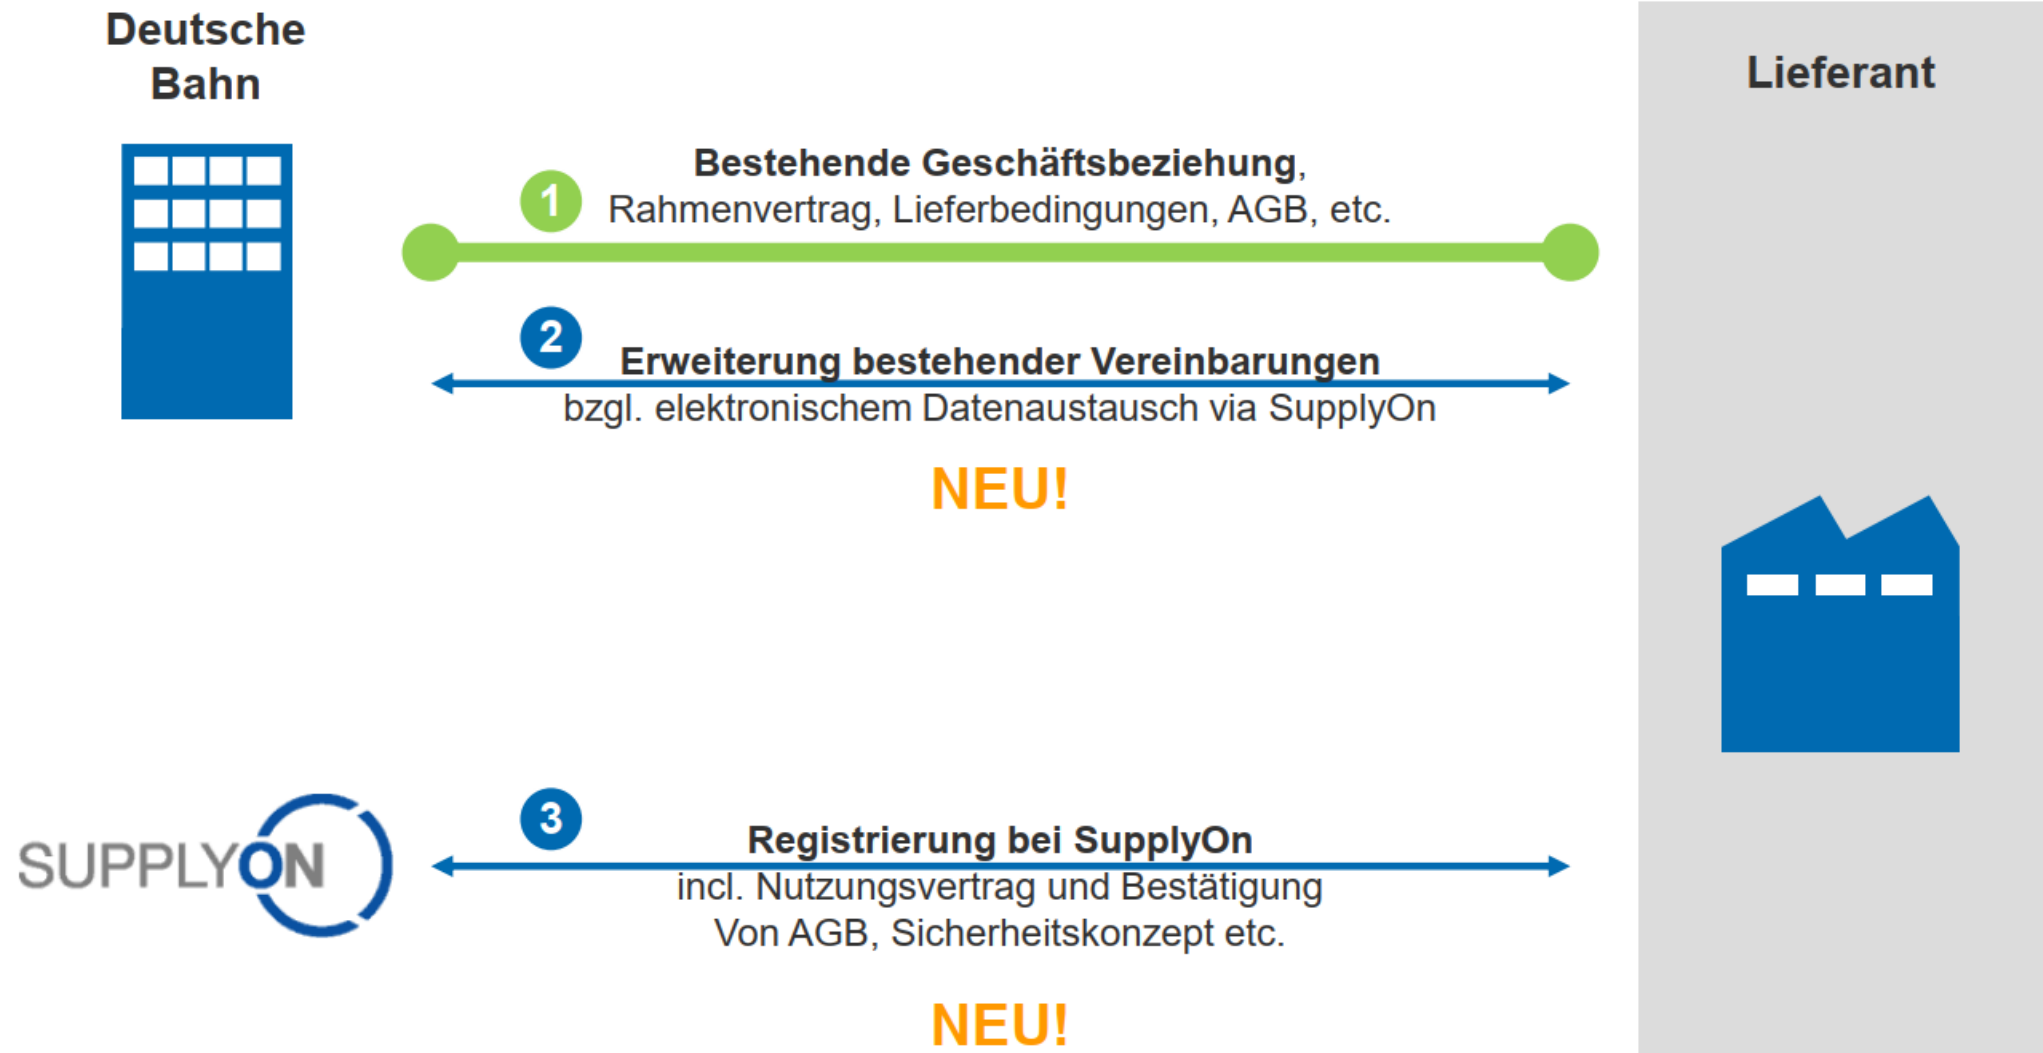 Deutsche
Bahn
Lieferant
1
Bestehende Geschäftsbeziehung,
Rahmenvertrag, Lieferbedingungen, AGB, etc.
2
Erweiterung bestehender Vereinbarungen
bzgl. elektronischem Datenaustausch via SupplyOn
NEU!
SUPPLYON
3
Registrierung bei SupplyOn
incl. Nutzungsvertrag und Bestätigung
Von AGB, Sicherheitskonzept etc.
NEU!